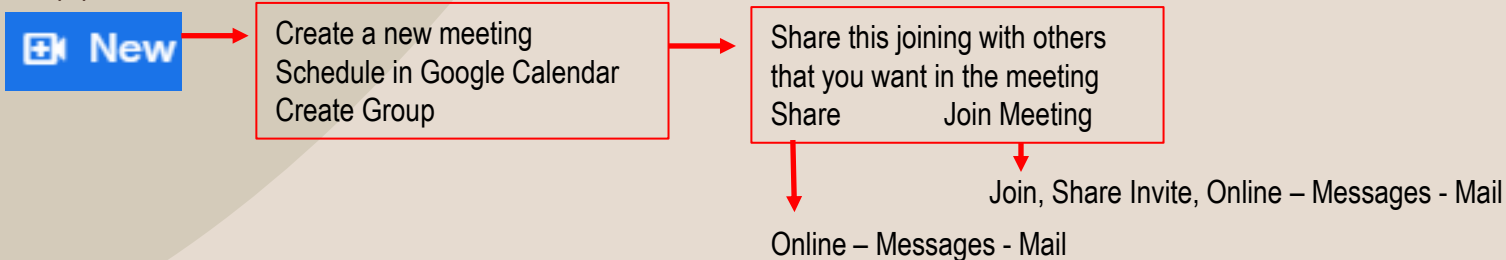 New
Create a new meeting
Schedule in Google Calendar
Create Group
Share this joining with others
that you want in the meeting
Share Join Meeting
Join, Share Invite, Online – Messages - Mail
Online – Messages - Mail